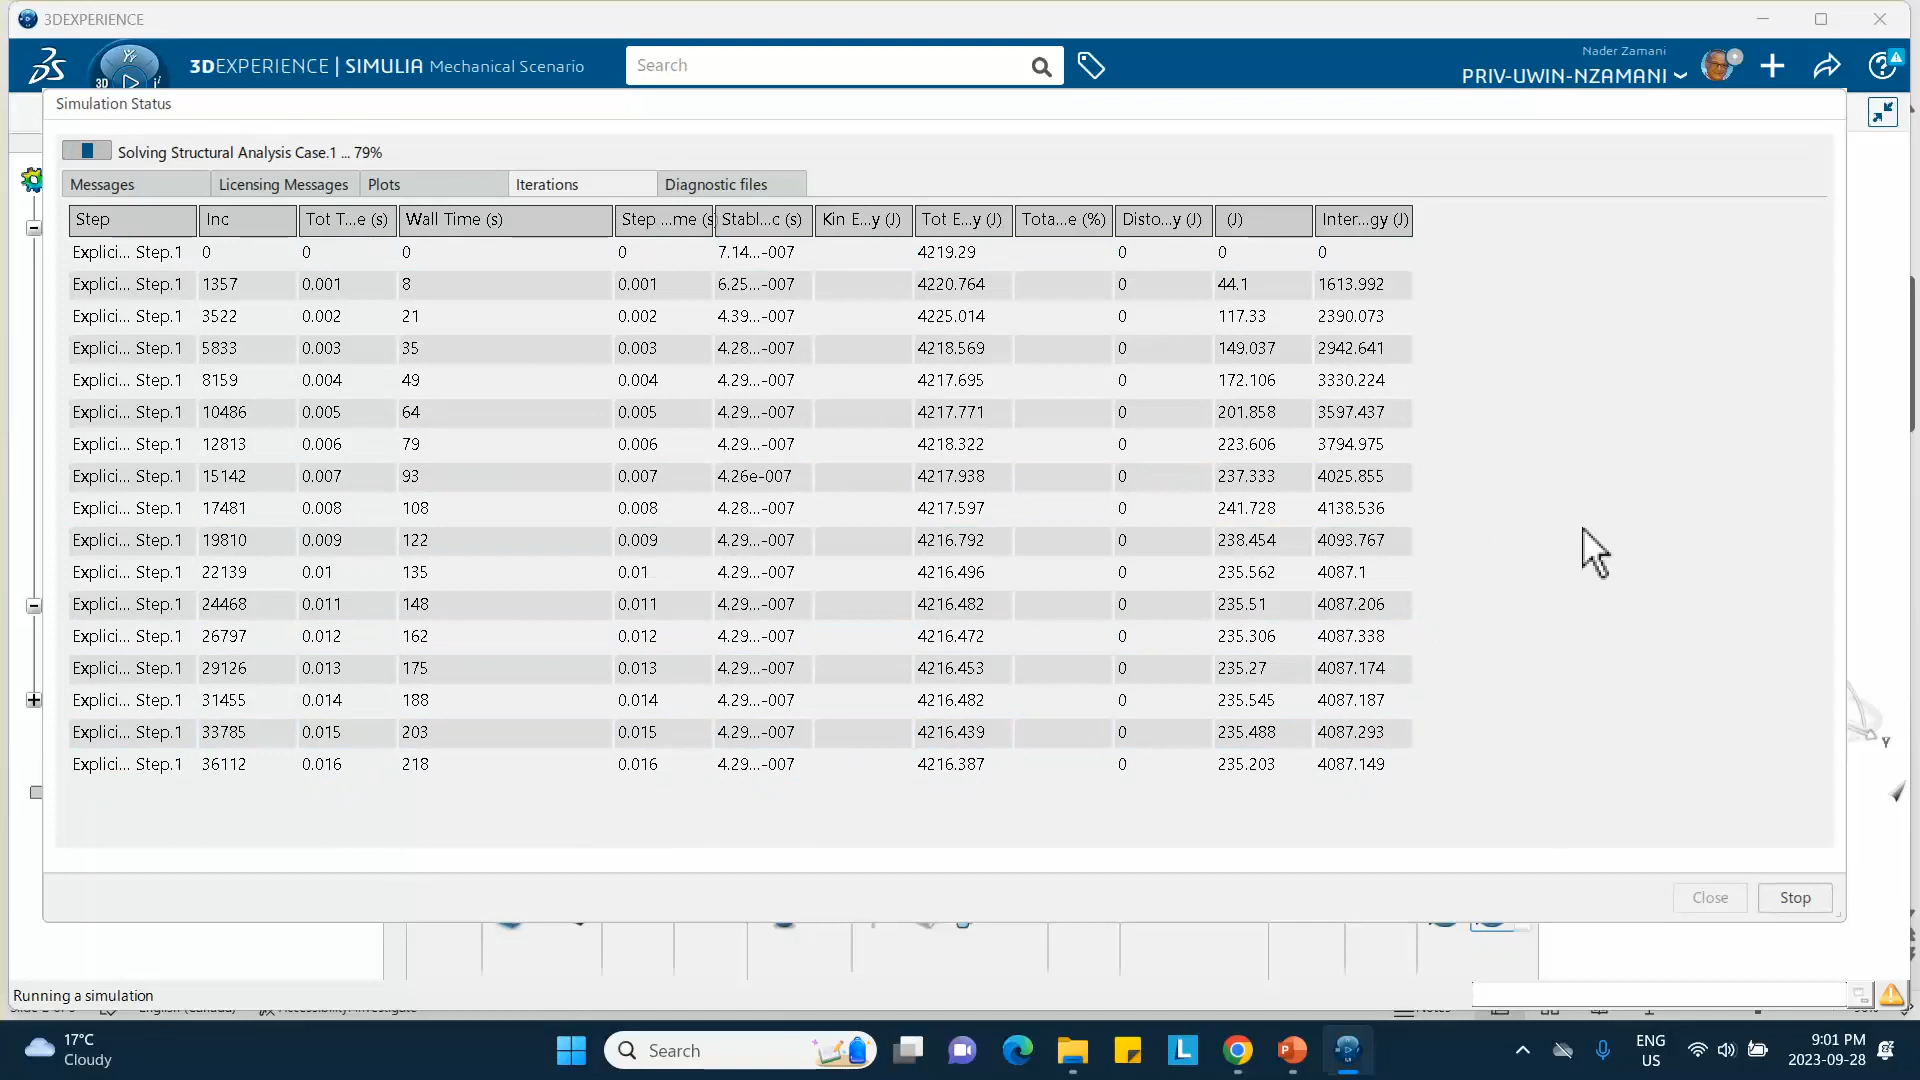 3DEXPERIENCE
3DEXPERIENCE | SIMULIA Mechanical Scenario
Search
Nader Zamani
PRIV-UWIN-NZAMANI
Simulation Status
Solving Structural Analysis Case.1 ... 79%
Messages Licensing Messages Plots Iterations Diagnostic files
Step Inc Tot T...e (s) Wall Time (s) Step ...me (s Stabl...c (s) Kin E...y (J) Tot E...y (J) Tota...e (%) Disto...y (J) (J) Inter...gy (J)
Explici... Step.1 0 0 0 0 7.14...-007 4219.29 0 0 0
Explici... Step.1 1357 0.001 8 0.001 6.25...-007 4220.764 0 44.1 1613.992
Explici... Step.1 3522 0.002 21 0.002 4.39...-007 4225.014 0 117.33 2390.073
Explici... Step.1 5833 0.003 35 0.003 4.28...-007 4218.569 0 149.037 2942.641
Explici... Step.1 8159 0.004 49 0.004 4.29...-007 4217.695 0 172.106 3330.224
Explici... Step.1 10486 0.005 64 0.005 4.29...-007 4217.771 0 201.858 3597.437
Explici... Step.1 12813 0.006 79 0.006 4.29...-007 4218.322 0 223.606 3794.975
Explici... Step.1 15142 0.007 93 0.007 4.26e-007 4217.938 0 237.333 4025.855
Explici... Step.1 17481 0.008 108 0.008 4.28...-007 4217.597 0 241.728 4138.536
Explici... Step.1 19810 0.009 122 0.009 4.29...-007 4216.792 0 238.454 4093.767
Explici... Step.1 22139 0.01 135 0.01 4.29...-007 4216.496 0 235.562 4087.1
Explici... Step.1 24468 0.011 148 0.011 4.29...-007 4216.482 0 235.51 4087.206
Explici... Step.1 26797 0.012 162 0.012 4.29...-007 4216.472 0 235.306 4087.338
Explici... Step.1 29126 0.013 175 0.013 4.29...-007 4216.453 0 235.27 4087.174
Explici... Step.1 31455 0.014 188 0.014 4.29...-007 4216.482 0 235.545 4087.187
Explici... Step.1 33785 0.015 203 0.015 4.29...-007 4216.439 0 235.488 4087.293
Explici... Step.1 36112 0.016 218 0.016 4.29...-007 4216.387 0 235.203 4087.149
Y
Close Stop
Running a simulation
17°C
Cloudy
Search
ENG
US
9:01 PM
2023-09-28